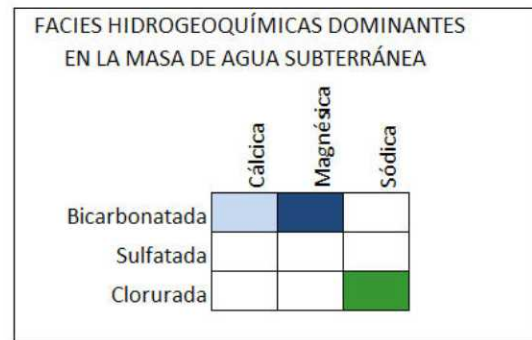 FACIES HIDROGEOQUÍMICAS DOMINANTES
EN LA MASA DE AGUA SUBTERRÁNEA
Cálcica
Magnésica
Sódica
Bicarbonatada
Sulfatada
Clorurada